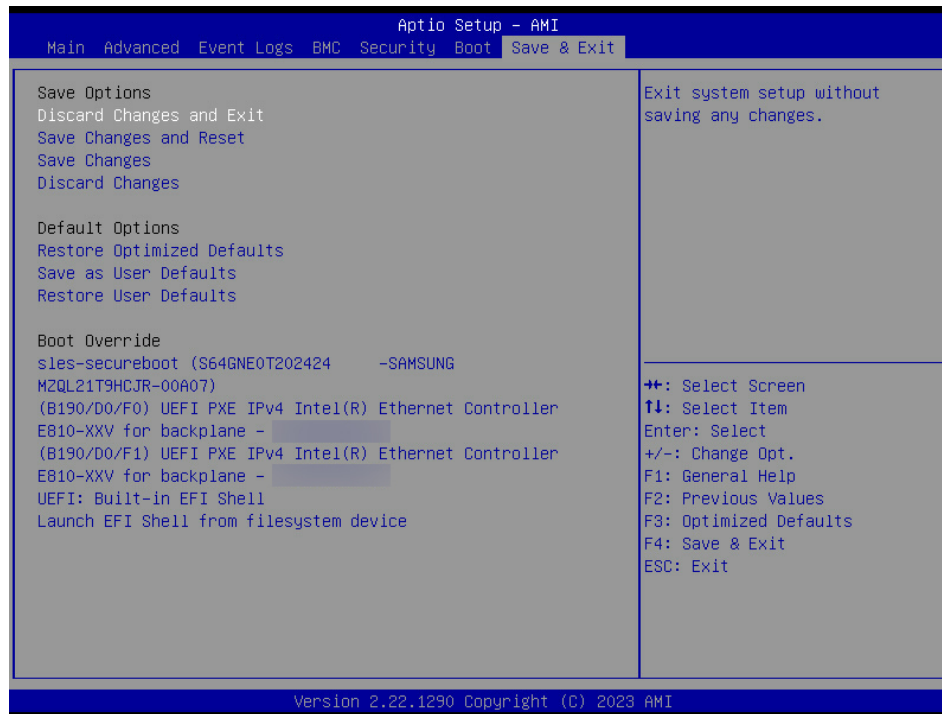 Aptio Setup – AMI
Main Advanced Event Logs BMC Security Boot Save & Exit
Save Options
Discard Changes and Exit
Save Changes and Reset
Save Changes
Discard Changes
Default Options
Restore Optimized Defaults
Save as User Defaults
Restore User Defaults
Boot Override
sles-secureboot (S64GNE0T202424 -SAMSUNG
MZQL21T9HCJR-00A07)
(B190/D0/F0) UEFI PXE IPv4 Intel(R) Ethernet Controller
E810-XXV for backplane –
(B190/D0/F1) UEFI PXE IPv4 Intel(R) Ethernet Controller
E810-XXV for backplane –
UEFI: Built-in EFI Shell
Launch EFI Shell from filesystem device
Exit system setup without
saving any changes.
→←: Select Screen
↑↓: Select Item
Enter: Select
+/-: Change Opt.
F1: General Help
F2: Previous Values
F3: Optimized Defaults
F4: Save & Exit
ESC: Exit
Version 2.22.1290 Copyright (C) 2023 AMI